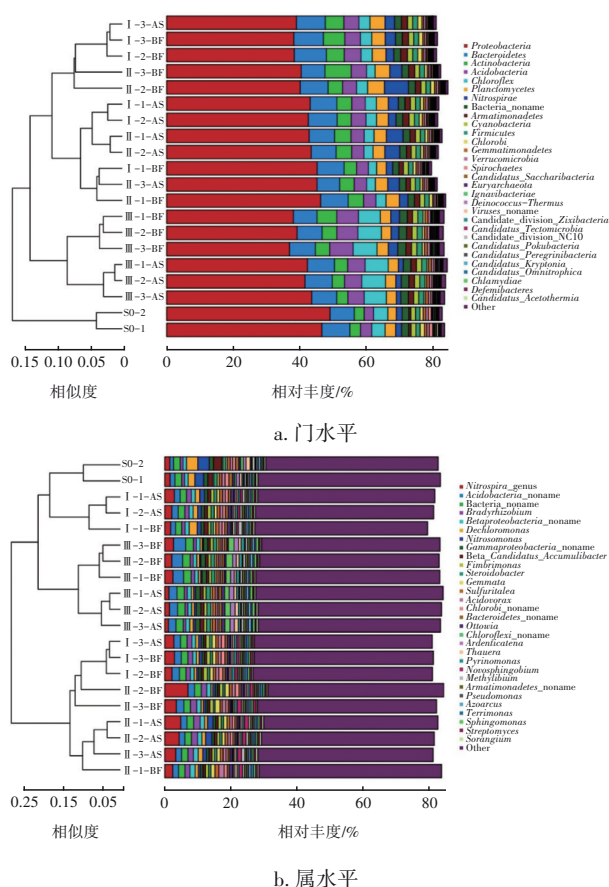 Ⅰ-3-AS
Ⅰ-3-BF
Ⅰ-2-BF
Ⅱ-3-BF
Ⅱ-2-BF
Ⅰ-1-AS
Ⅰ-2-AS
Ⅱ-1-AS
Ⅱ-2-AS
Ⅰ-1-BF
Ⅱ-3-AS
Ⅱ-1-BF
Ⅲ-1-BF
Ⅲ-2-BF
Ⅲ-3-BF
Ⅲ-1-AS
Ⅲ-2-AS
Ⅲ-3-AS
S0-2
S0-1
0.15 0.10 0.05 0
相似度
0 20 40 60 80
相对丰度/%
Proteobacteria
Bacteroidetes
Actinobacteria
Acidobacteria
Chloroflex
Planctomycetes
Nitrospirae
Bacteria_noname
Armatimonadetes
Cyanobacteria
Firmicutes
Chlorobi
Gemmatimonadetes
Verrucomicrobia
Spirochaetes
Candidatus_Saccharibacteria
Euryarchaeota
Ignavibacteriae
Deinococcus-Thermus
Viruses_noname
Candidate_division_Zixibacteria
Candidatus_Tectomicrobia
Candidate_division_NC10
Candidatus_Pokubacteria
Candidatus_Peregrinibacteria
Candidatus_Kryptonia
Candidatus_Omnitrophica
Chlamydiae
Defemibacteres
Candidatus_Acetothermia
Other
a. 门水平
S0-2
S0-1
Ⅰ-1-AS
Ⅰ-2-AS
Ⅰ-1-BF
Ⅲ-3-BF
Ⅲ-2-BF
Ⅲ-1-BF
Ⅲ-1-AS
Ⅲ-2-AS
Ⅲ-3-AS
Ⅰ-3-AS
Ⅰ-3-BF
Ⅰ-2-BF
Ⅱ-2-BF
Ⅱ-3-BF
Ⅱ-1-AS
Ⅱ-2-AS
Ⅱ-3-AS
Ⅱ-1-BF
0.25 0.15 0.05
相似度
0 20 40 60 80
相对丰度/%
Nitrospira_genus
Acidobacteria_noname
Bacteria_noname
Bradyrhizobium
Betaproteobacteria_noname
Dechloromonas
Nitrosomonas
Gammaproteobacteria_noname
Beta_Candidatus_Accumulibacter
Fimbrimonas
Steroidobacter
Gemmata
Sulfuritalea
Acidovorax
Chlorobi_noname
Bacteroidetes_noname
Ottowia
Chloroflexi_noname
Ardenticatena
Thauera
Pyrinomonas
Novosphingobium
Methylibium
Armatimonadetes_noname
Pseudomonas
Azoarcus
Terrimonas
Sphingomonas
Streptomyces
Sorangium
Other
b. 属水平